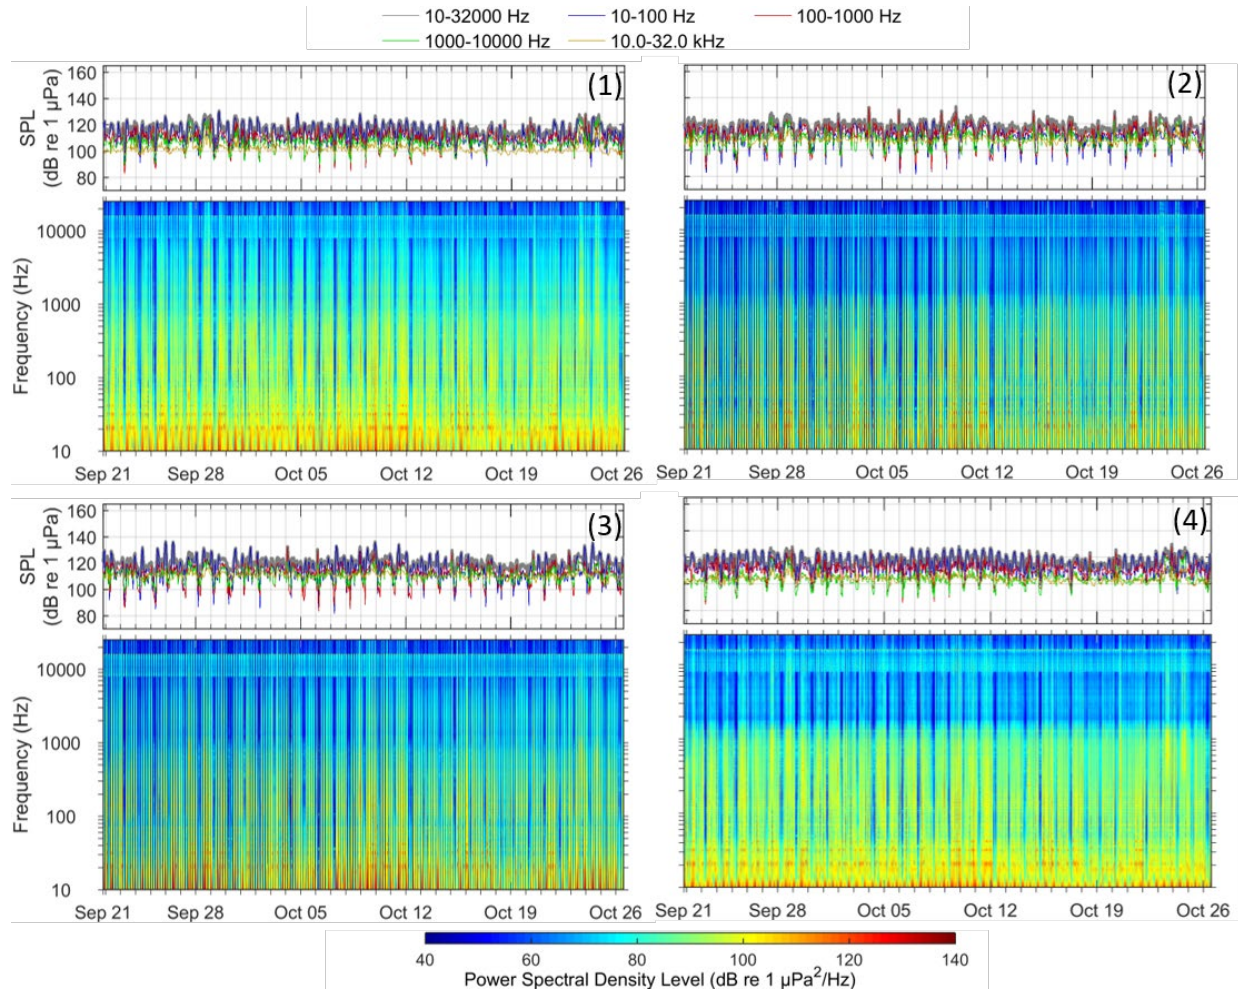 10-32000 Hz 10-100 Hz 100-1000 Hz
1000-10000 Hz 10.0-32.0 kHz
SPL
(dB re 1 µPa)
160
140
120
100
80
(1)
(2)
Frequency (Hz)
10000
1000
100
10
Sep 21 Sep 28 Oct 05 Oct 12 Oct 19 Oct 26
Sep 21 Sep 28 Oct 05 Oct 12 Oct 19 Oct 26
SPL
(dB re 1 µPa)
160
140
120
100
80
(3)
(4)
Frequency (Hz)
10000
1000
100
10
Sep 21 Sep 28 Oct 05 Oct 12 Oct 19 Oct 26
Sep 21 Sep 28 Oct 05 Oct 12 Oct 19 Oct 26
40 60 80 100 120 140
Power Spectral Density Level (dB re 1 µPa²/Hz)